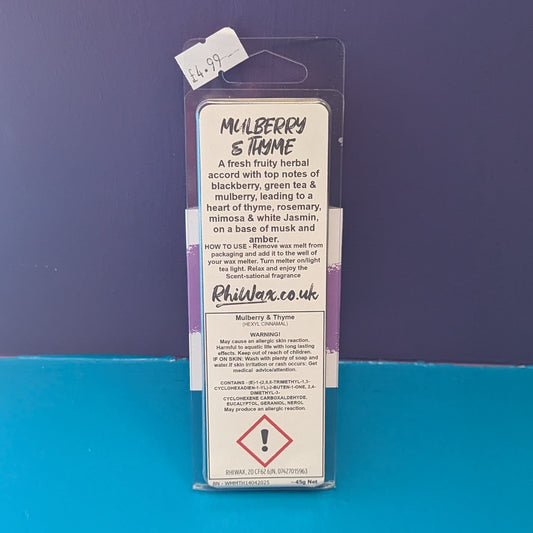 £4.99
MULBERRY
& THYME
A fresh fruity herbal
accord with top notes of
blackberry, green tea &
mulberry, leading to a
heart of thyme, rosemary,
mimosa & white Jasmin,
on a base of musk and
amber.
HOW TO USE - Remove wax melt from
packaging and add it to the well of
your wax melter. Turn melter on/light
tea light. Relax and enjoy the
Scent-sational fragrance
RhiWax.co.uk
Mulberry & Thyme
(HEXYL CINNAMAL)
WARNING!
May cause an allergic skin reaction.
Harmful to aquatic life with long lasting
effects. Keep out of reach of children.
IF ON SKIN: Wash with plenty of soap and
water.If skin irritation or rash occurs: Get
medical advice/attention.
CONTAINS -(E)-1-(2,6,6-TRIMETHYL-1,3-
CYCLOHEXADIEN-1-YL)-2-BUTEN-1-ONE, 2,4-
DIMETHYL-3-
CYCLOHEXENE CARBOXALDEHYDE,
EUCALYPTOL, GERANIOL, NEROL
May produce an allergic reaction.
RHIWAX, 20 CF62 6JN, 07427015963
BN - WMMTH14042025 ~45g Net